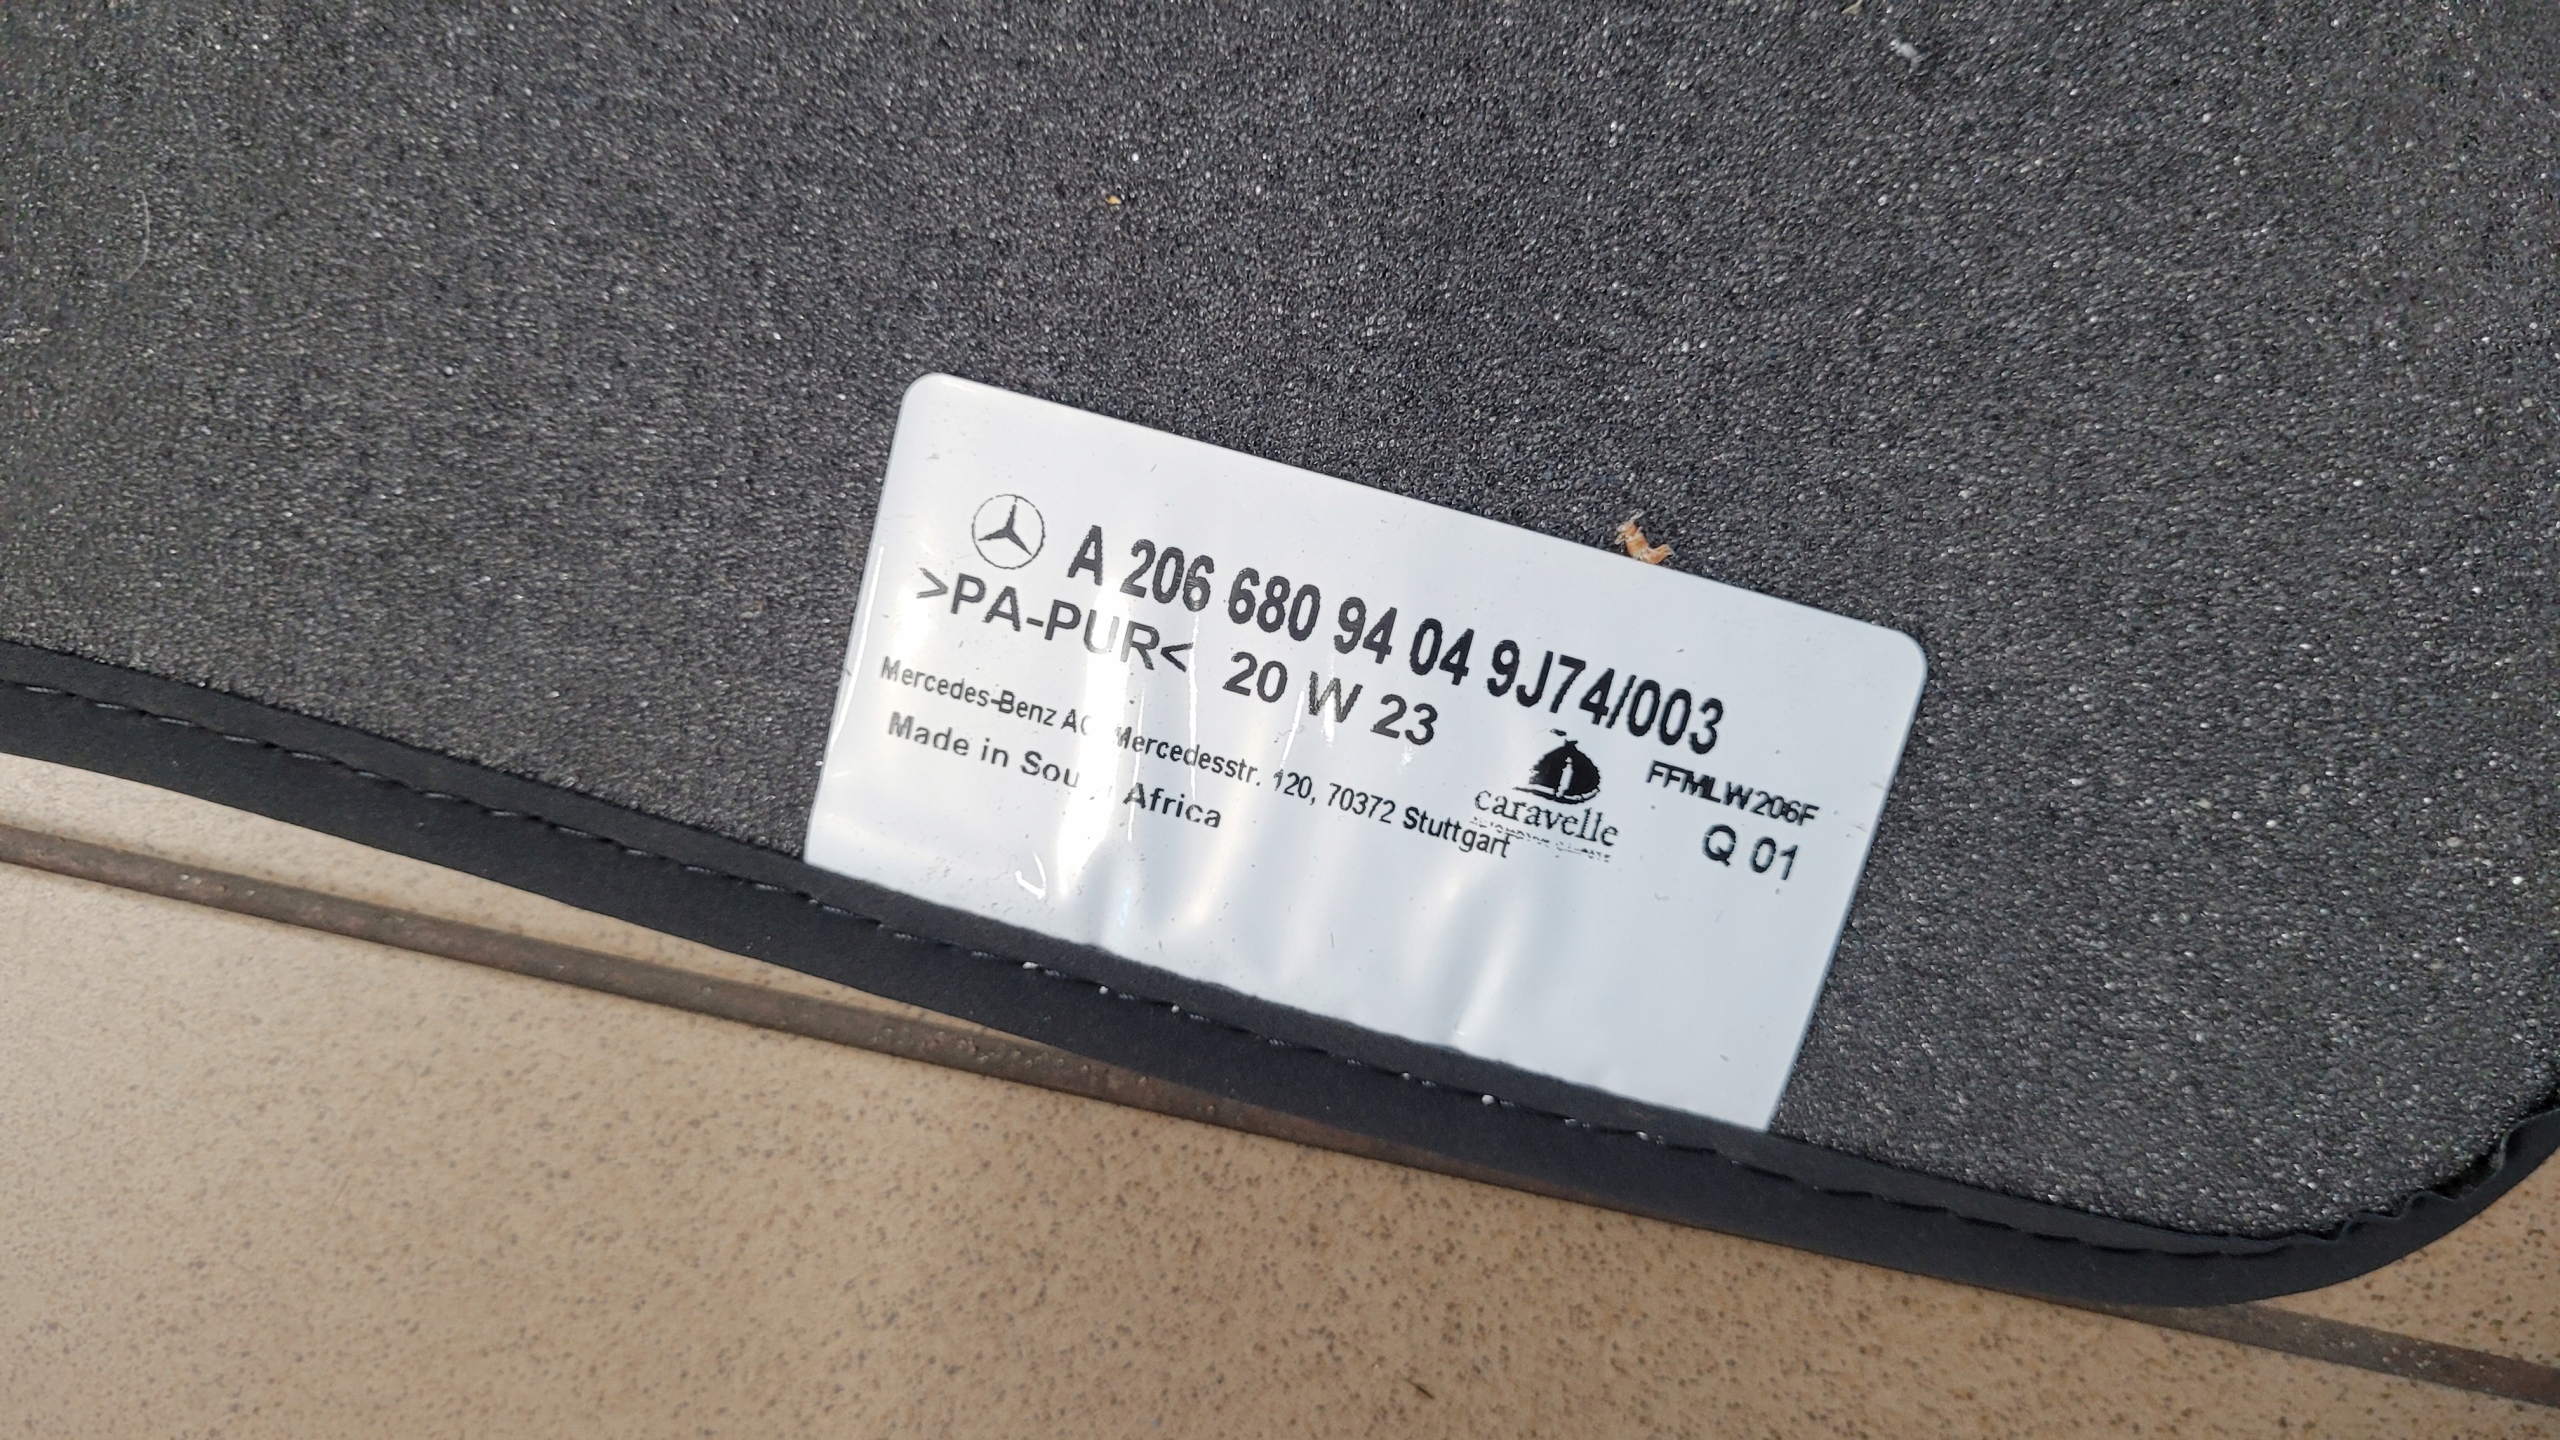 A 206 680 94 04 9J74/003
>PA-PUR< 20 W 23
Mercedes-Benz AG Mercedesstr. 120, 70372 Stuttgart
Made in South Africa
caravelle
FFMLW206F
Q 01